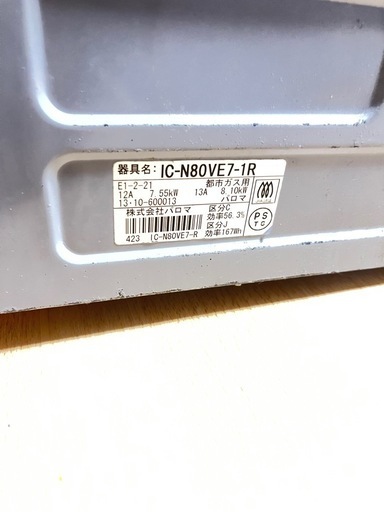 器具名: IC-N80VE7-1R
E1-2-21 都市ガス用
12A 7.55kW 13A 8.10kW
13·10-600013 パロマ
株式会社パロマ 区分C
効率56.3%
区分J
423 IC-N80VE7-R 効率167Wh
PS
TC